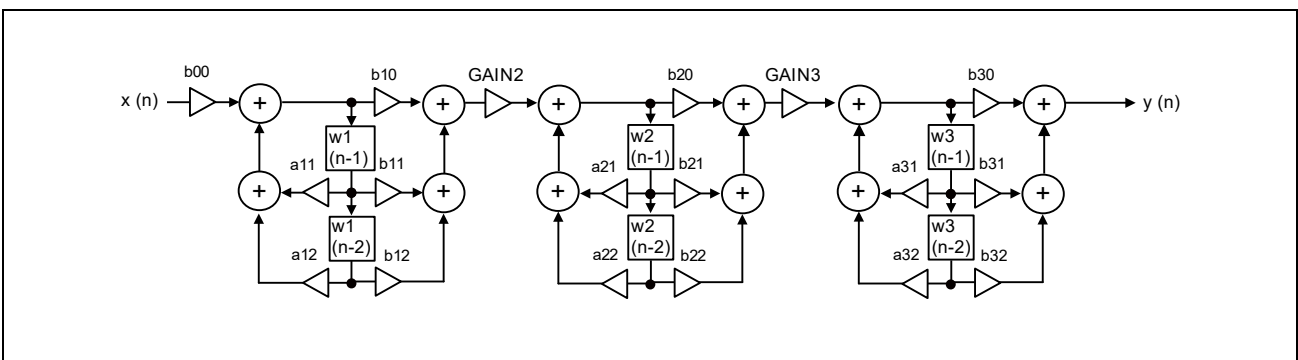 b00 b10 GAIN2 b20 GAIN3 b30
x (n) + + + + + + y (n)
w1 w2 w3
(n-1) (n-1) (n-1)
a11 b11 a21 b21 a31 b31
+ + + + + +
w1 w2 w3
(n-2) (n-2) (n-2)
a12 b12 a22 b22 a32 b32